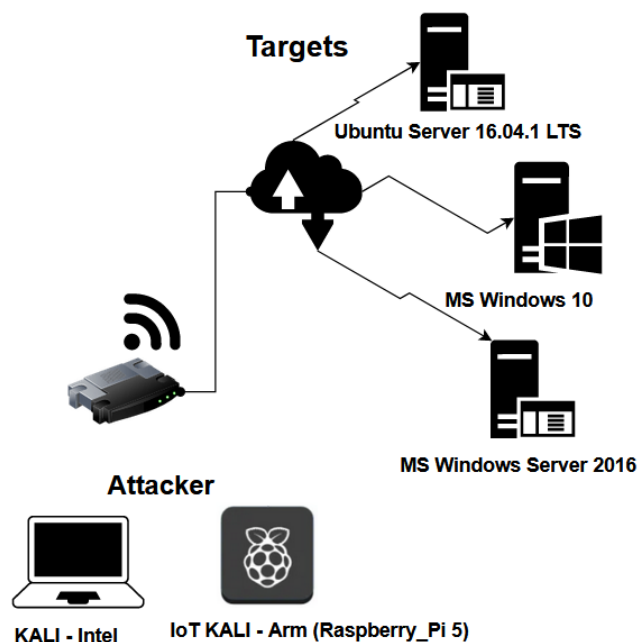 Targets
Ubuntu Server 16.04.1 LTS
MS Windows 10
MS Windows Server 2016
Attacker
KALI - Intel
IoT KALI - Arm (Raspberry_Pi 5)